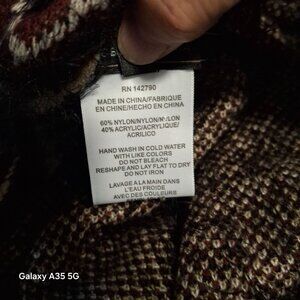 RN 142790
MADE IN CHINA/FABRIQUE
EN CHINE/HECHO EN CHINA
60% NYLON/NYLON/NYLON
40% ACRYLIC/ACRYLIQUE/
ACRILICO
HAND WASH IN COLD WATER
WITH LIKE COLORS
DO NOT BLEACH
RESHAPE AND LAY FLAT TO DRY
DO NOT IRON
LAVAGE A LA MAIN DANS
L'EAU FROIDE
AVEC DES COULEURS
Galaxy A35 5G